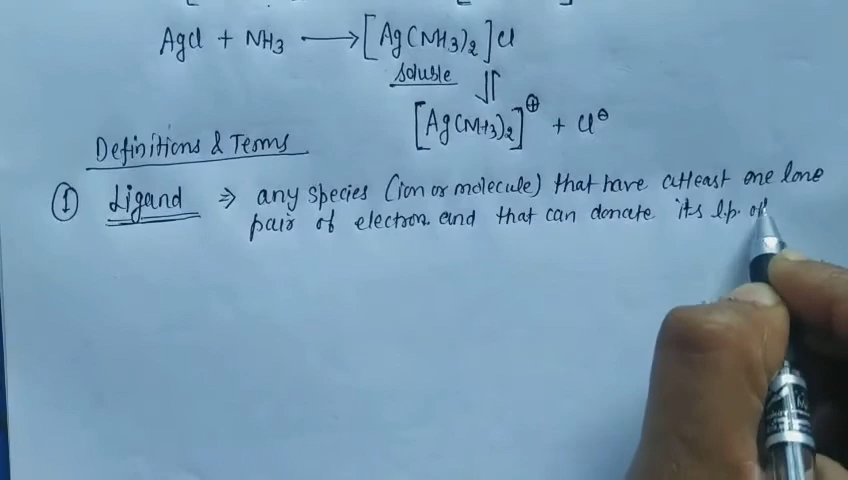 AgCl + NH3 ⟶ [Ag(NH3)2]Cl
Soluble ⇌
[Ag(NH3)2]⊕ + Cl⊖
Definitions & Terms
① Ligand ⇒ any species (ion or molecule) that have atleast one lone
pair of electron and that can donate its l.p. of